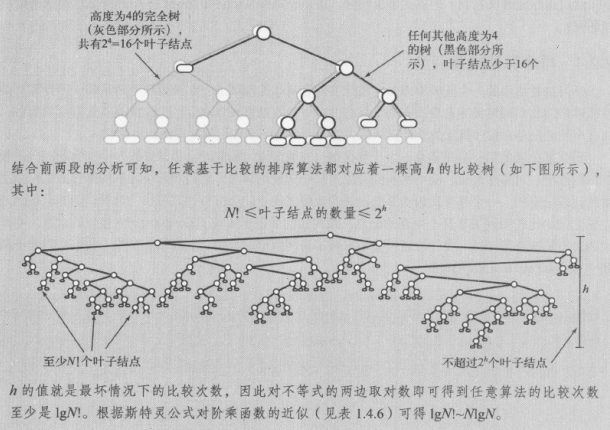 高度为4的完全树
(灰色部分所示),
共有2⁴=16个叶子结点
任何其他高度为4
的树(黑色部分所
示),叶子结点少于16个
结合前两段的分析可知,任意基于比较的排序算法都对应着一棵高 h 的比较树(如下图所示),
其中:
N! ≤叶子结点的数量≤ 2ʰ
h
至少N!个叶子结点
不超过2ʰ个叶子结点
h 的值就是最坏情况下的比较次数,因此对不等式的两边取对数即可得到任意算法的比较次数
至少是 lgN!。根据斯特灵公式对阶乘函数的近似(见表 1.4.6)可得 lgN!~NlgN。